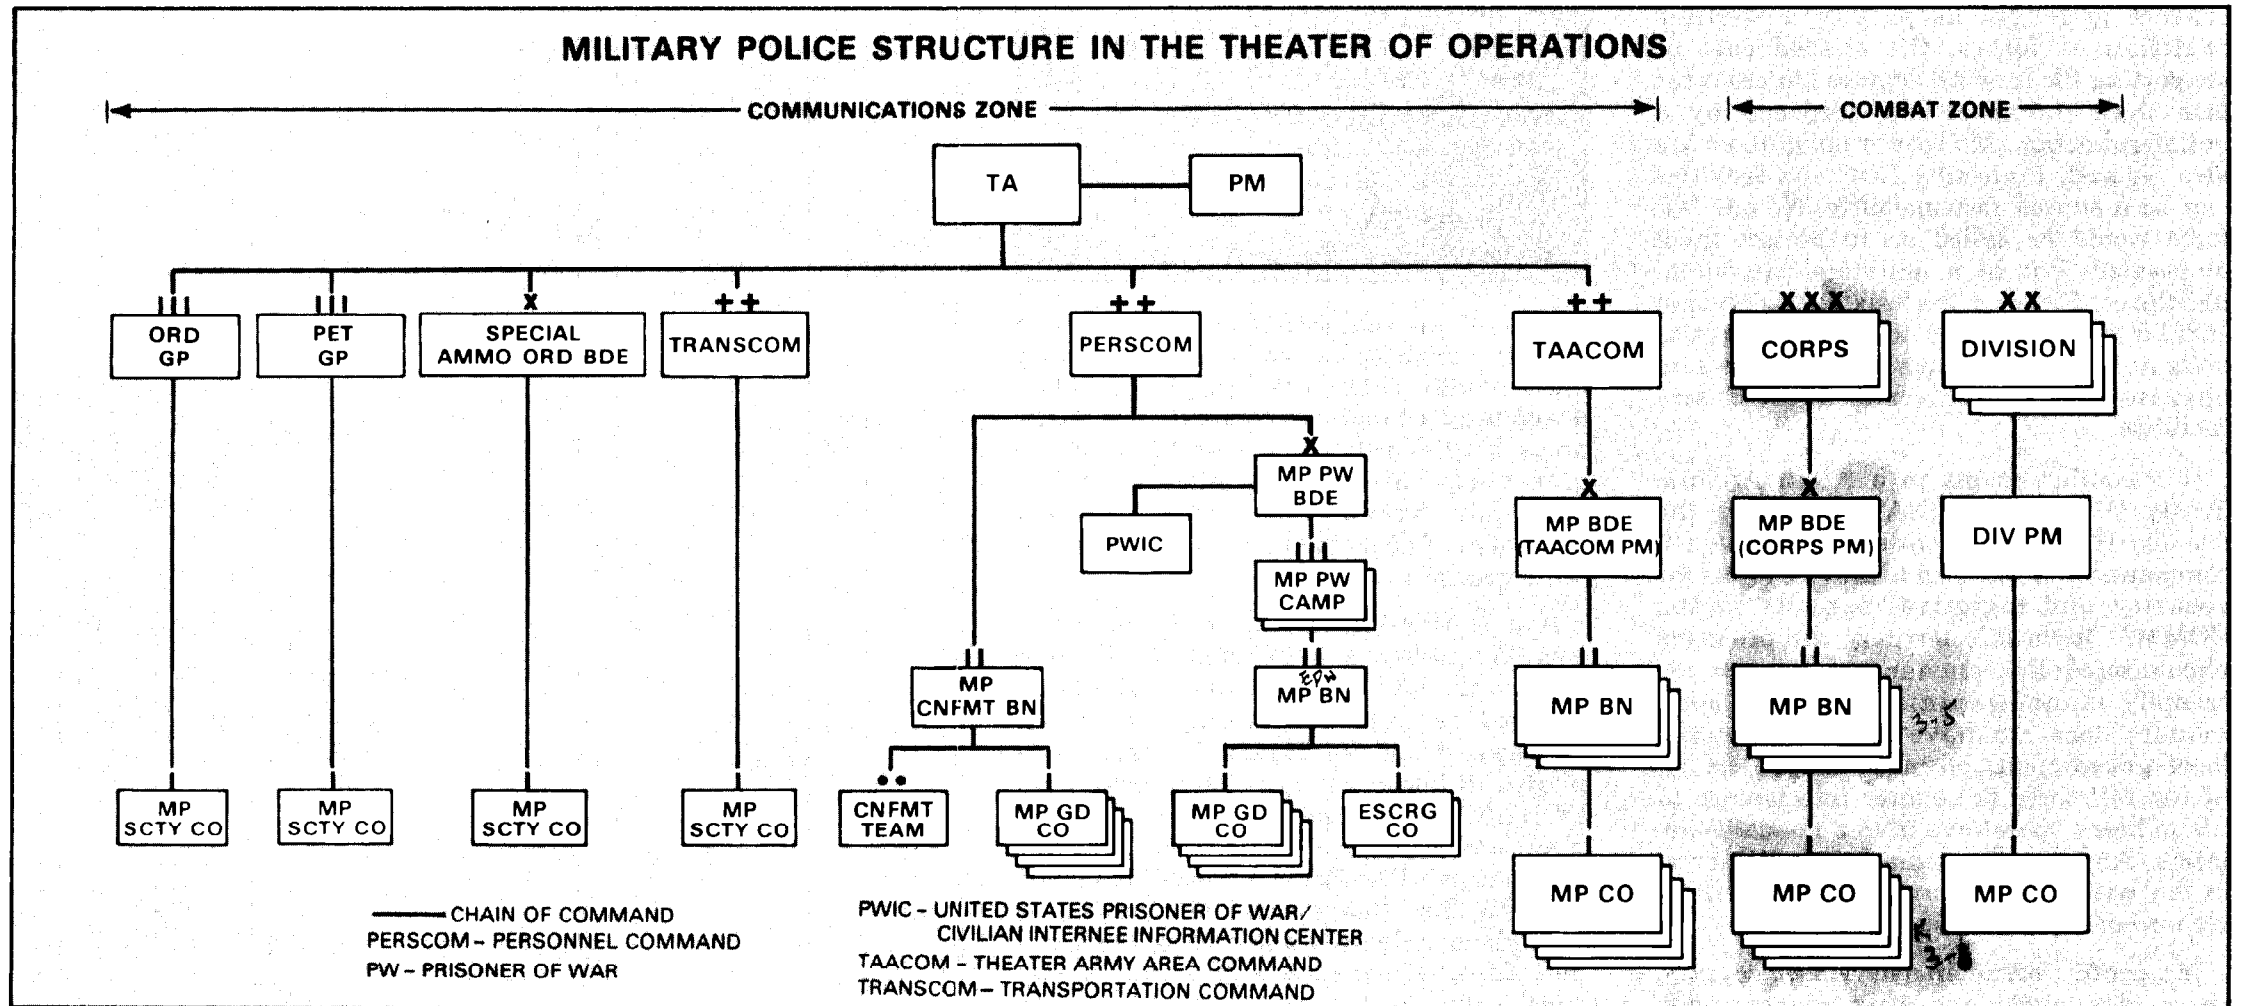 MILITARY POLICE STRUCTURE IN THE THEATER OF OPERATIONS
COMMUNICATIONS ZONE
COMBAT ZONE
TA
PM
III
III
X
++
++
++
XXX
XX
ORD
GP
PET
GP
SPECIAL
AMMO ORD BDE
TRANSCOM
PERSCOM
TAACOM
CORPS
DIVISION
X
MP PW
BDE
PWIC
III
MP PW
CAMP
X
MP BDE
(TAACOM PM)
X
MP BDE
(CORPS PM)
DIV PM
II
MP
CNFMT BN
II
EPW
MP BN
II
MP BN
II
MP BN
3-5
MP
SCTY CO
MP
SCTY CO
MP
SCTY CO
MP
SCTY CO
CNFMT
TEAM
MP GD
CO
MP GD
CO
ESCRG
CO
MP CO
MP CO
MP CO
CHAIN OF COMMAND
PERSCOM – PERSONNEL COMMAND
PW – PRISONER OF WAR
PWIC – UNITED STATES PRISONER OF WAR/
CIVILIAN INTERNEE INFORMATION CENTER
TAACOM – THEATER ARMY AREA COMMAND
TRANSCOM – TRANSPORTATION COMMAND